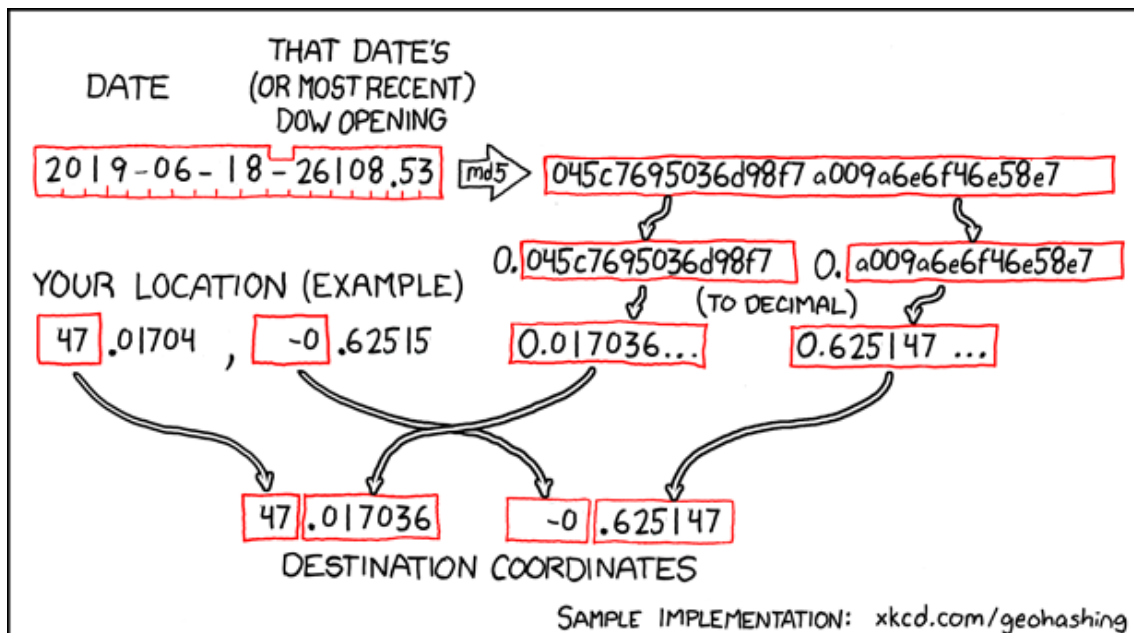 DATE
THAT DATE'S
(OR MOST RECENT)
DOW OPENING
2019-06-18-26108.53
md5
045c7695036d98f7a009a6e6f46e58e7
0.045c7695036d98f7
0.a009a6e6f46e58e7
(TO DECIMAL)
YOUR LOCATION (EXAMPLE)
47.01704, -0.62515
0.017036...
0.625147...
47.017036
-0.625147
DESTINATION COORDINATES
SAMPLE IMPLEMENTATION: xkcd.com/geohashing